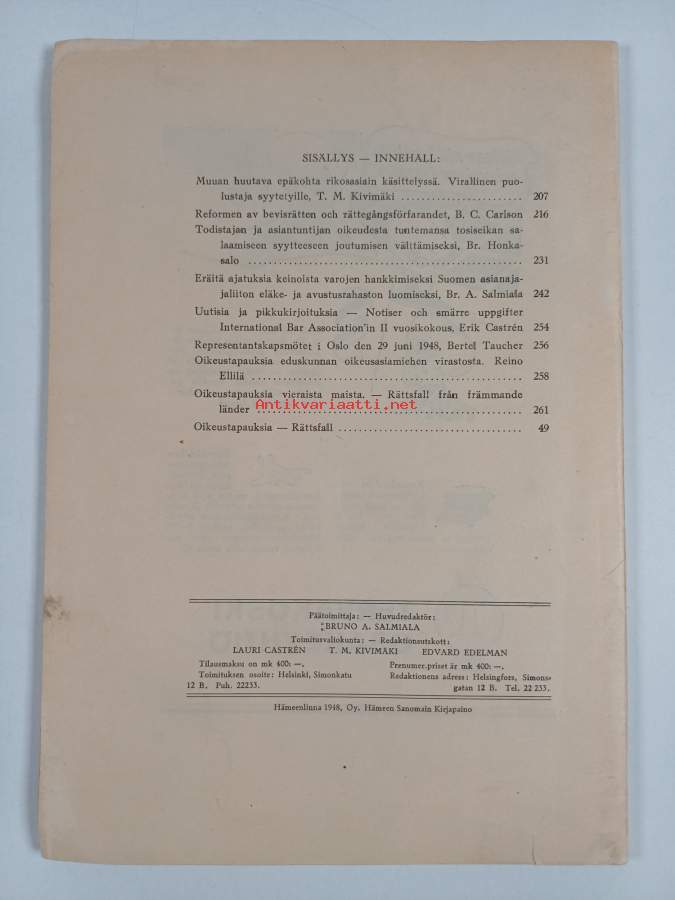 SISÄLLYS — INNEHALL:
Muuan huutava epäkohta rikosasiain käsittelyssä. Virallinen puo-
lustaja syytetyille, T. M. Kivimäki ........................ 207
Reformen av bevisrätten och rättegångsförfarandet, B. C. Carlson 216
Todistajan ja asiantuntijan oikeudesta tuntemansa tosiseikan sa-
laamiseen syytteeseen joutumisen välttämiseksi, Br. Honka-
salo ...................................................... 231
Eräitä ajatuksia keinoista varojen hankkimiseksi Suomen asianaja-
jaliiton eläke- ja avustusrahaston luomiseksi, Br. A. Salmiala 242
Uutisia ja pikkukirjoituksia — Notiser och smärre uppgifter
International Bar Association'in II vuosikokous, Erik Castrén 254
Representantskapsmötet i Oslo den 29 juni 1948, Bertel Taucher 256
Oikeustapauksia eduskunnan oikeusasiamiehen virastosta. Reino
Ellilä ..................................................... 258
Oikeustapauksia vieraista maista. — Rättsfall från främmande
länder .................................................... 261
Antikvariaatti.net
Oikeustapauksia — Rättsfall .................................... 49
Päätoimittaja: — Huvudredaktör:
BRUNO A. SALMIALA
Toimitusvaliokunta: — Redaktionsutskott:
LAURI CASTRÉN T. M. KIVIMÄKI EDVARD EDELMAN
Tilausmaksu on mk 400: —. Prenumer.priset är mk 400: —.
Toimituksen osoite: Helsinki, Simonkatu Redaktionens adress: Helsingfors, Simons-
12 B. Puh. 22233. gatan 12 B. Tel. 22 233.
Hämeenlinna 1948, Oy. Hämeen Sanomain Kirjapaino